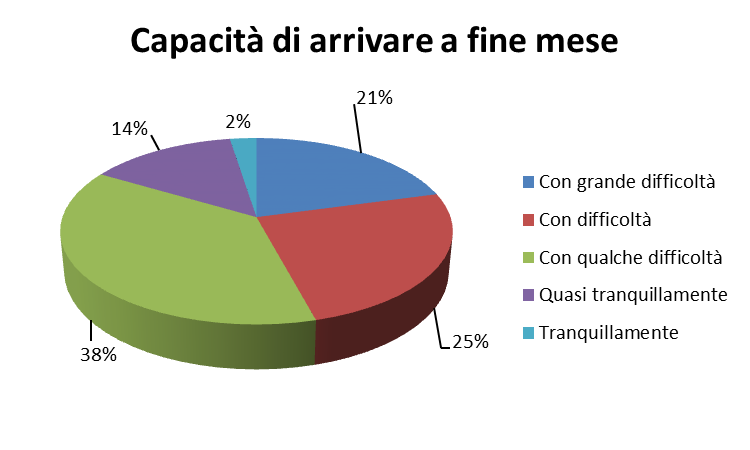 Capacità di arrivare a fine mese
21%
2%
14%
25%
38%
Con grande difficoltà
Con difficoltà
Con qualche difficoltà
Quasi tranquillamente
Tranquillamente